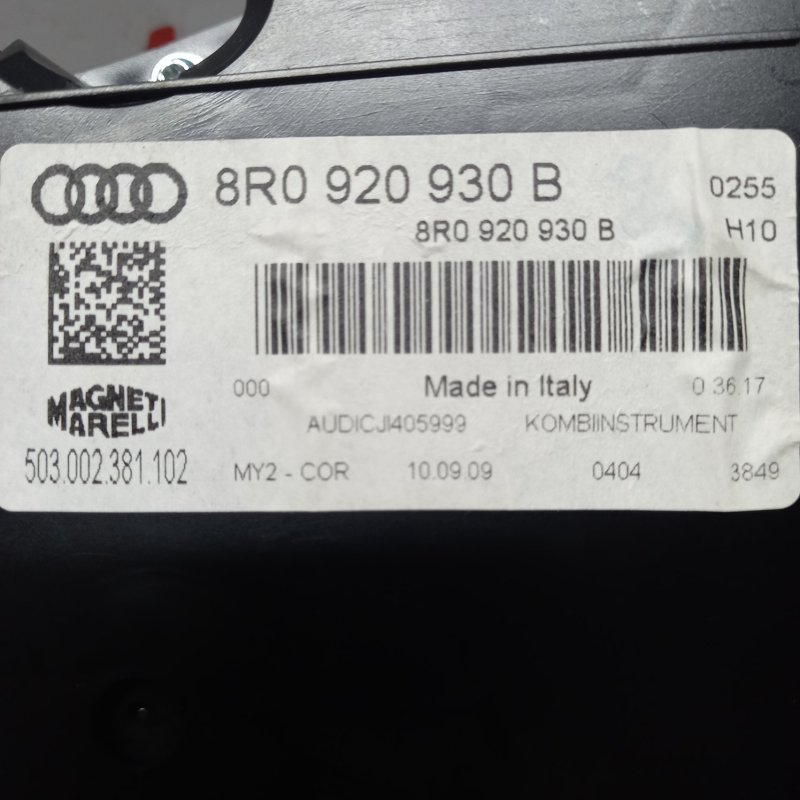 8R0 920 930 B 0255
8R0 920 930 B H10
000 Made in Italy 0.36.17
MAGNETI MARELLI
AUDICJI405999 KOMBIINSTRUMENT
503.002.381.102 MY2 - COR 10.09.09 0404 3849